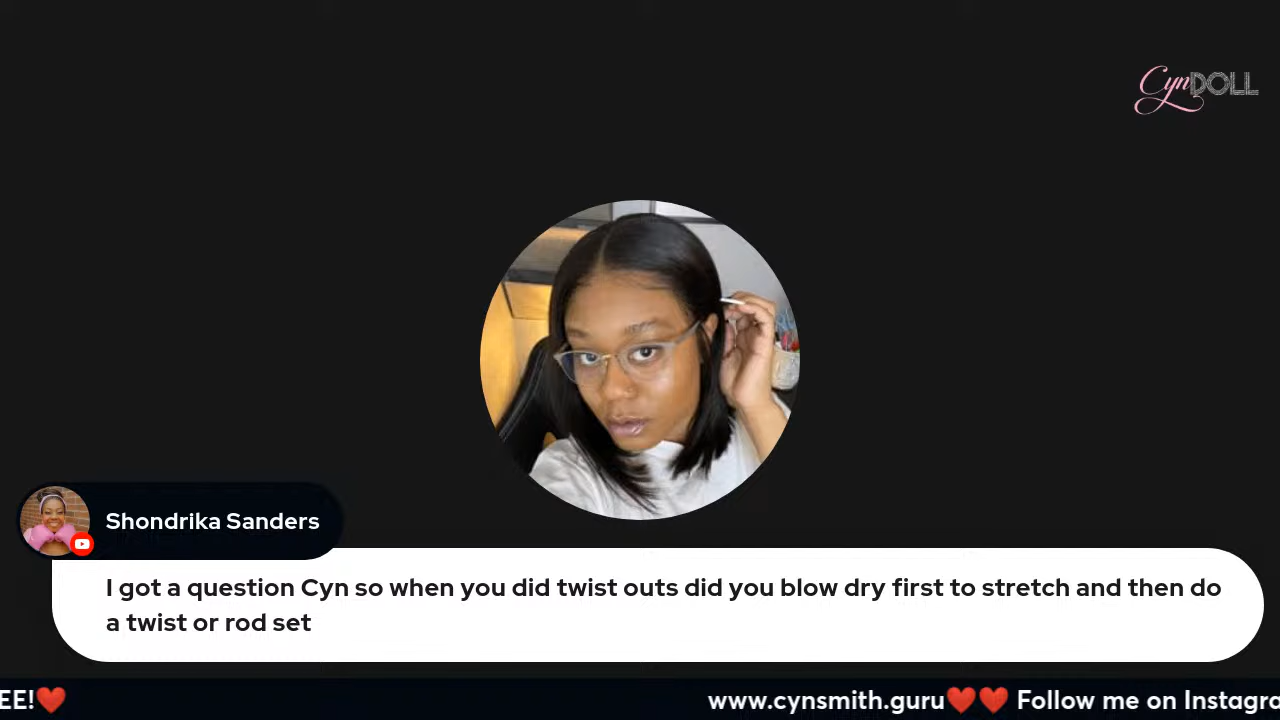 CynDOLL
Shondrika Sanders
I got a question Cyn so when you did twist outs did you blow dry first to stretch and then do
a twist or rod set
EE!❤️ www.cynsmith.guru❤️❤️ Follow me on Instagra